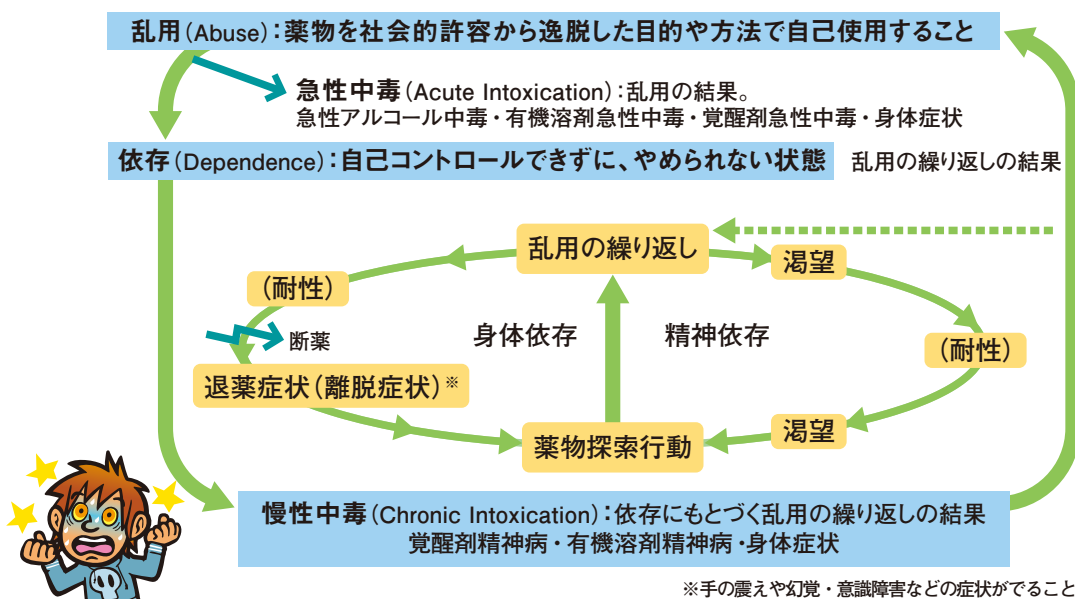 乱用(Abuse):薬物を社会的許容から逸脱した目的や方法で自己使用すること
急性中毒(Acute Intoxication):乱用の結果。
急性アルコール中毒・有機溶剤急性中毒・覚醒剤急性中毒・身体症状
依存(Dependence):自己コントロールできずに、やめられない状態
乱用の繰り返しの結果
乱用の繰り返し
渇望
(耐性)
断薬
身体依存
精神依存
(耐性)
退薬症状(離脱症状)※
渇望
薬物探索行動
慢性中毒(Chronic Intoxication):依存にもとづく乱用の繰り返しの結果
覚醒剤精神病・有機溶剤精神病・身体症状
※手の震えや幻覚・意識障害などの症状がでること